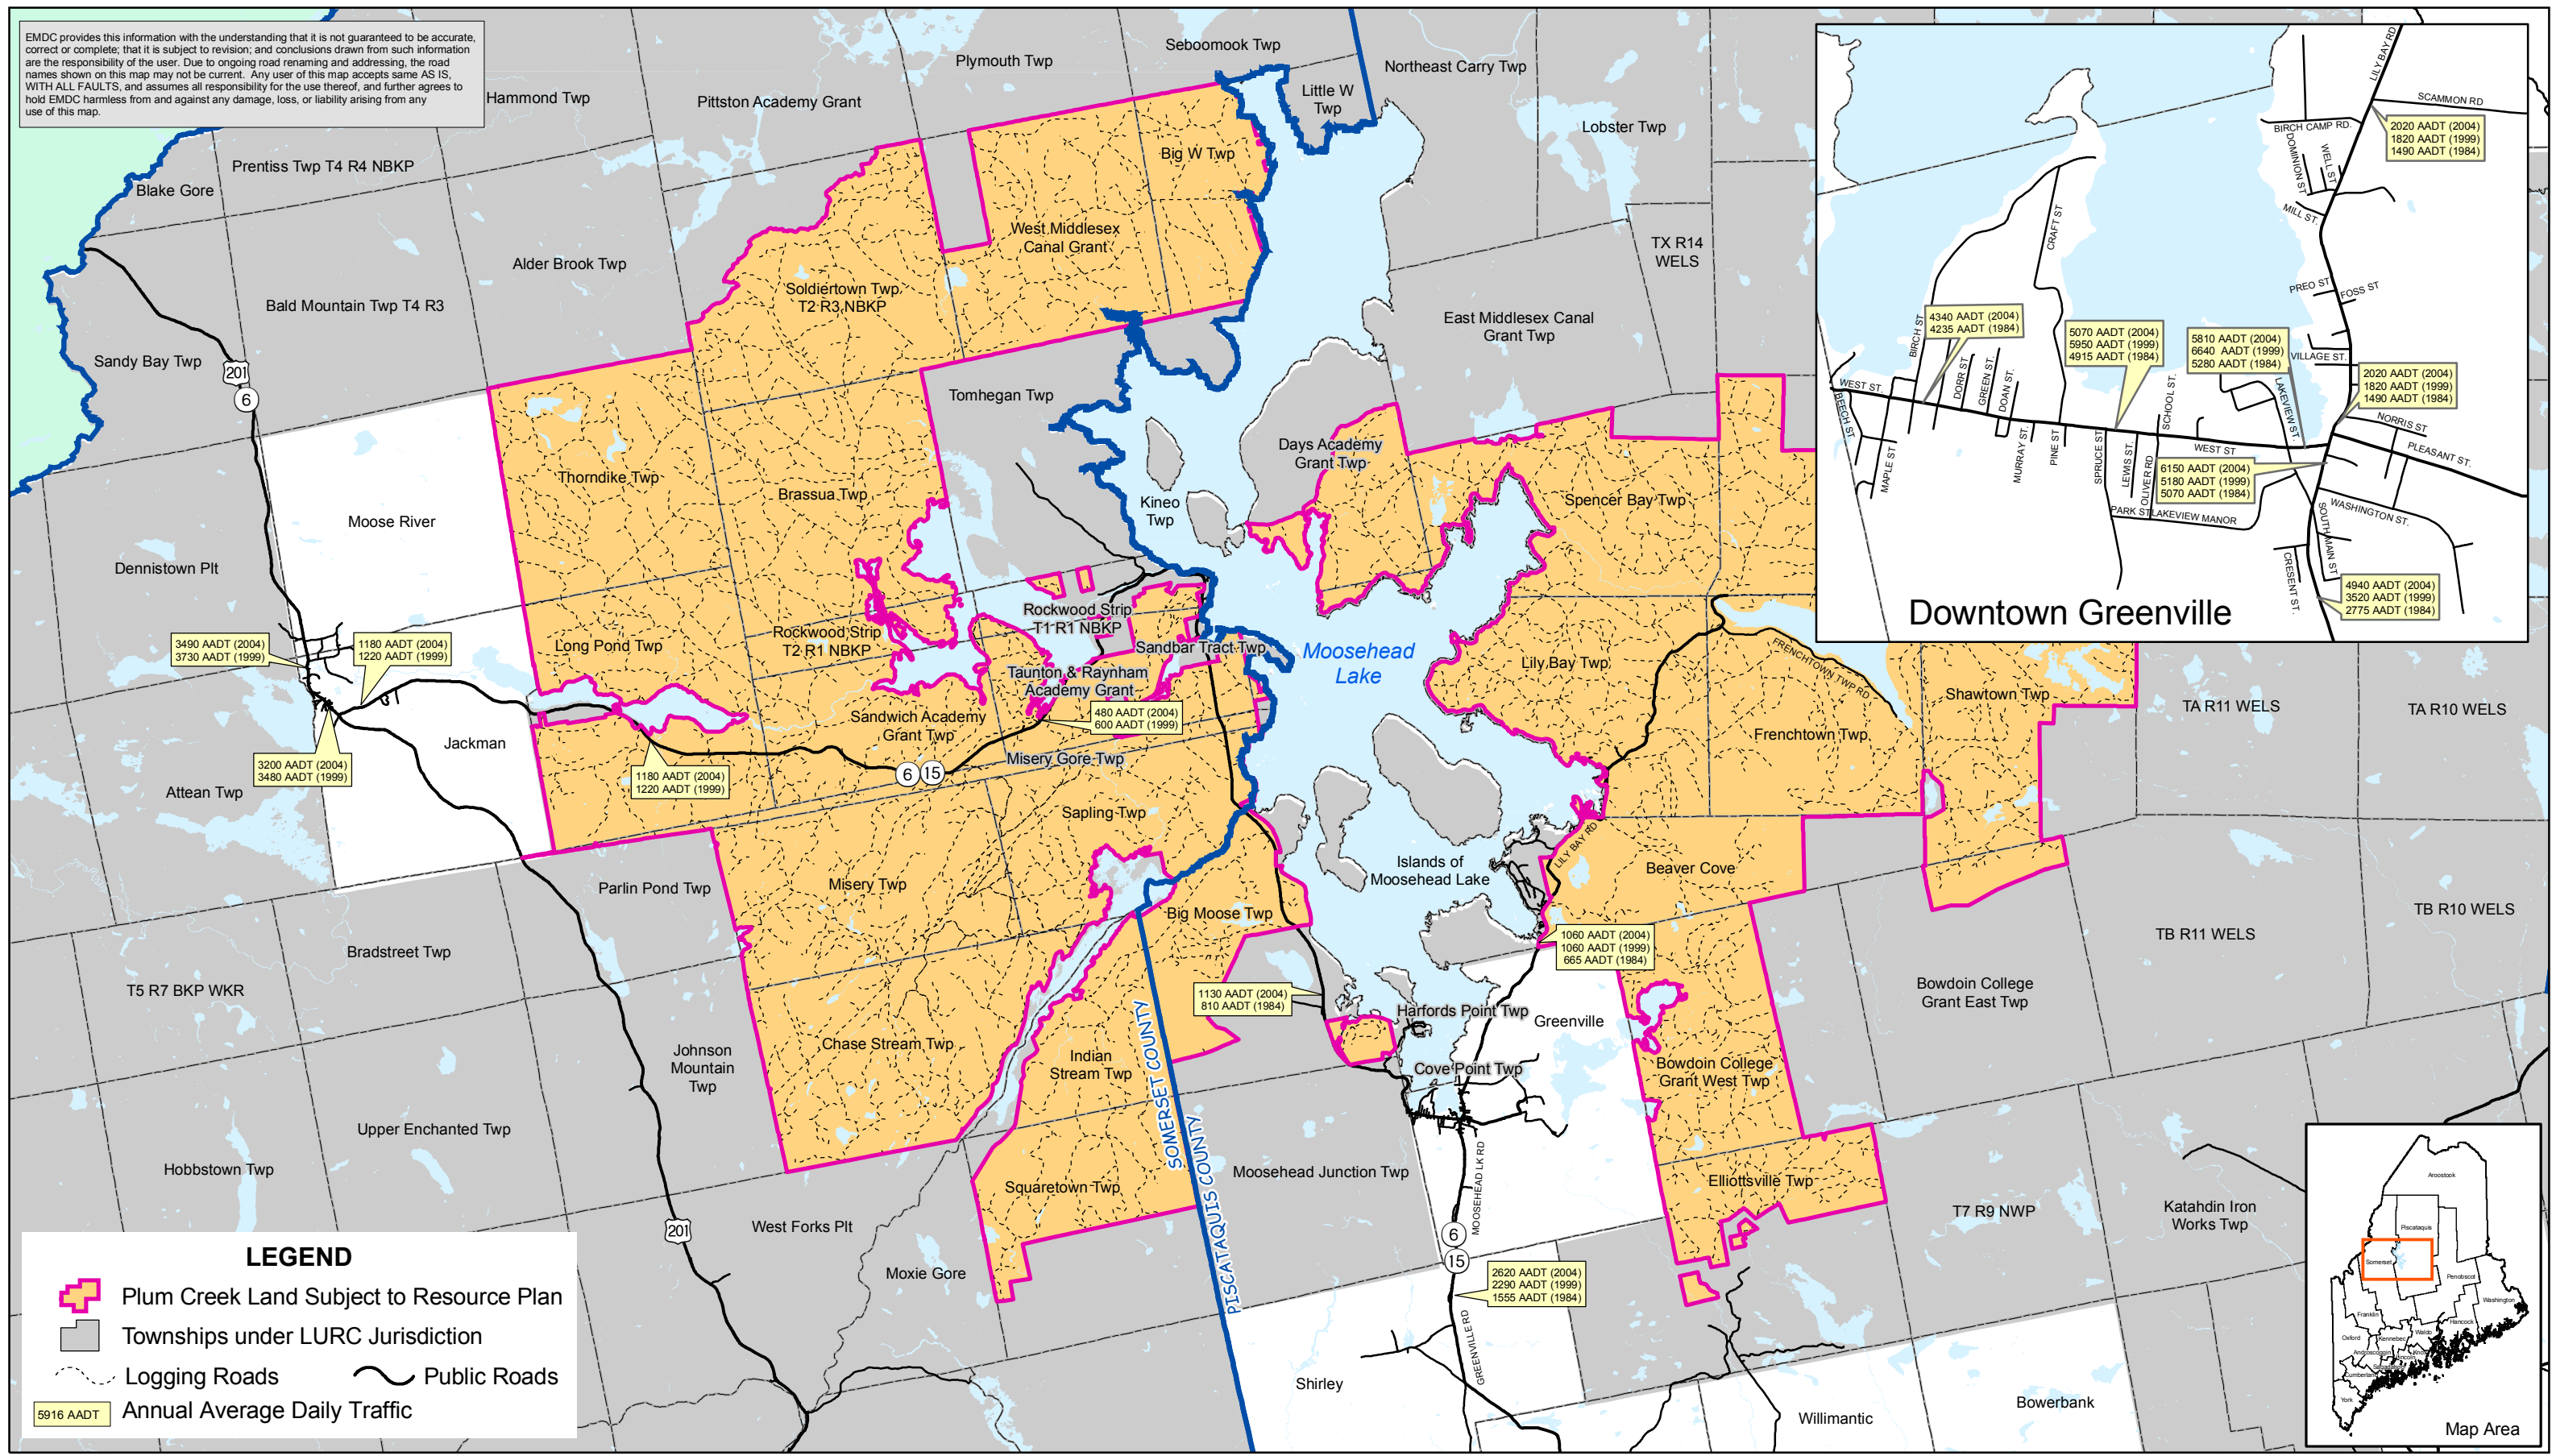 EMDC provides this information with the understanding that it is not guaranteed to be accurate,
correct or complete; that it is subject to revision; and conclusions drawn from such information
are the responsibility of the user. Due to ongoing road renaming and addressing, the road
names shown on this map may not be current. Any user of this map accepts same AS IS,
WITH ALL FAULTS, and assumes all responsibility for the use thereof, and further agrees to
hold EMDC harmless from and against any damage, loss, or liability arising from any
use of this map.
Seboomook Twp
Plymouth Twp
Northeast Carry Twp
Little W
Twp
Hammond Twp
Pittston Academy Grant
Lobster Twp
Big W Twp
Prentiss Twp T4 R4 NBKP
Blake Gore
West Middlesex
Canal Grant
TX R14
WELS
Alder Brook Twp
Soldiertown Twp
T2 R3 NBKP
Bald Mountain Twp T4 R3
East Middlesex Canal
Grant Twp
Sandy Bay Twp
201
6
Tomhegan Twp
Days Academy
Grant Twp
Thorndike Twp
Brassua Twp
Spencer Bay Twp
Kineo
Twp
Moose River
Dennistown Plt
Rockwood Strip
T1 R1 NBKP
Rockwood Strip
T2 R1 NBKP
Long Pond Twp
Sandbar Tract Twp
Moosehead
Lake
Lily Bay Twp
FRENCHTOWN TWP RD
Taunton & Raynham
Academy Grant
Shawtown Twp
TA R11 WELS
TA R10 WELS
3490 AADT (2004)
3730 AADT (1999)
1180 AADT (2004)
1220 AADT (1999)
480 AADT (2004)
600 AADT (1999)
Sandwich Academy
Grant Twp
Frenchtown Twp
Jackman
Misery Gore Twp
6
15
3200 AADT (2004)
3480 AADT (1999)
1180 AADT (2004)
1220 AADT (1999)
Attean Twp
Sapling Twp
LILY BAY RD
Islands of
Moosehead Lake
Beaver Cove
Parlin Pond Twp
Misery Twp
Big Moose Twp
TB R10 WELS
TB R11 WELS
Bradstreet Twp
1060 AADT (2004)
1060 AADT (1999)
665 AADT (1984)
T5 R7 BKP WKR
Bowdoin College
Grant East Twp
1130 AADT (2004)
810 AADT (1984)
Harfords Point Twp
Greenville
Chase Stream Twp
Johnson
Mountain
Twp
Indian
Stream Twp
SOMERSET COUNTY
PISCATAQUIS COUNTY
Cove Point Twp
Bowdoin College
Grant West Twp
Upper Enchanted Twp
Hobbstown Twp
Moosehead Junction Twp
MOOSEHEAD LK RD
Squaretown Twp
Elliottsville Twp
T7 R9 NWP
Katahdin Iron
Works Twp
West Forks Plt
201
6
15
Moxie Gore
2620 AADT (2004)
2290 AADT (1999)
1555 AADT (1984)
GREENVILLE RD
Shirley
Willimantic
Bowerbank
LEGEND
Plum Creek Land Subject to Resource Plan
Townships under LURC Jurisdiction
Logging Roads
Public Roads
5916 AADT
Annual Average Daily Traffic
LILY BAY RD
SCAMMON RD
2020 AADT (2004)
1820 AADT (1999)
1490 AADT (1984)
BIRCH CAMP RD.
DOMINION ST
WELL ST
MILL ST.
CRAFT ST
PREO ST
FOSS ST
4340 AADT (2004)
4235 AADT (1984)
5070 AADT (2004)
5950 AADT (1999)
4915 AADT (1984)
5810 AADT (2004)
6640 AADT (1999)
5280 AADT (1984)
BIRCH ST
VILLAGE ST.
2020 AADT (2004)
1820 AADT (1999)
1490 AADT (1984)
WEST ST.
BEECH ST
DORR ST
GREEN ST.
DOAN ST.
SCHOOL ST.
LAKEVIEW ST.
NORRIS ST
PLEASANT ST.
MAPLE ST
MURRAY ST.
PINE ST
SPRUCE ST
LEWIS ST.
OLIVER RD
WEST ST
6150 AADT (2004)
5180 AADT (1999)
5070 AADT (1984)
PARK ST
LAKEVIEW MANOR
WASHINGTON ST.
SOUTH MAIN ST
CRESENT ST.
4940 AADT (2004)
3520 AADT (1999)
2775 AADT (1984)
Downtown Greenville
Aroostook
Piscataquis
Somerset
Penobscot
Washington
Franklin
Hancock
Oxford
Kennebec
Waldo
Knox
Androscoggin
Lincoln
Cumberland
York
Map Area